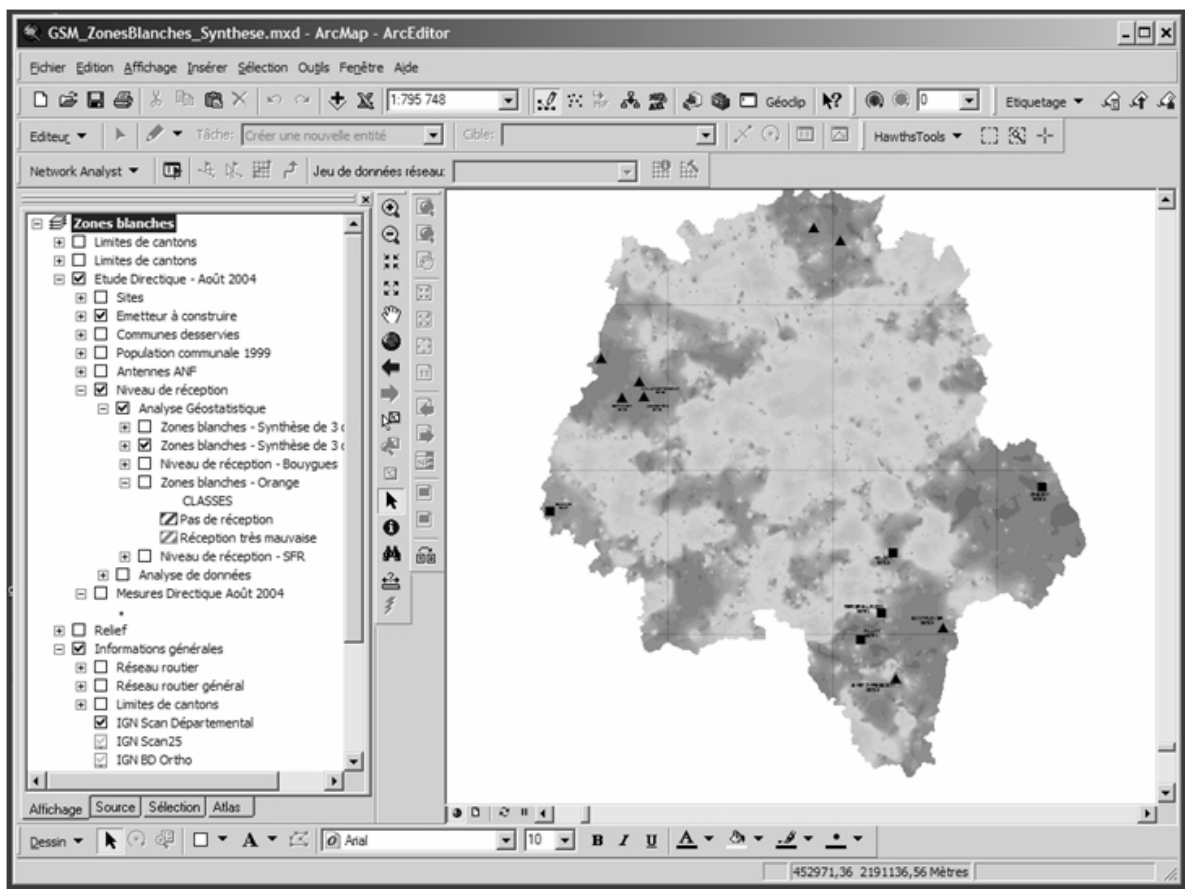 GSM_ZonesBlanches_Synthese.mxd - ArcMap - ArcEditor
Fichier Edition Affichage Insérer Sélection Outils Fenêtre Aide
1:795 748 Géoclip 0 Etiquetage
Editeur Tâche: Créer une nouvelle entité Cible: HawthsTools
Network Analyst Jeu de données réseau:
Zones blanches
Limites de cantons
Limites de cantons
Etude Directique - Août 2004
Sites
Emetteur à construire
Communes desservies
Population communale 1999
Antennes ANF
Niveau de réception
Analyse Géostatistique
Zones blanches - Synthèse de 3
Zones blanches - Synthèse de 3
Niveau de réception - Bouygues
Zones blanches - Orange
CLASSES
Pas de réception
Réception très mauvaise
Niveau de réception - SFR
Analyse de données
Mesures Directique Août 2004
Relief
Informations générales
Réseau routier
Réseau routier général
Limites de cantons
IGN Scan Départemental
IGN Scan25
IGN BD Ortho
Affichage Source Sélection Atlas
Dessin A Arial 10 B I U A
452971,36 2191136,56 Mètres